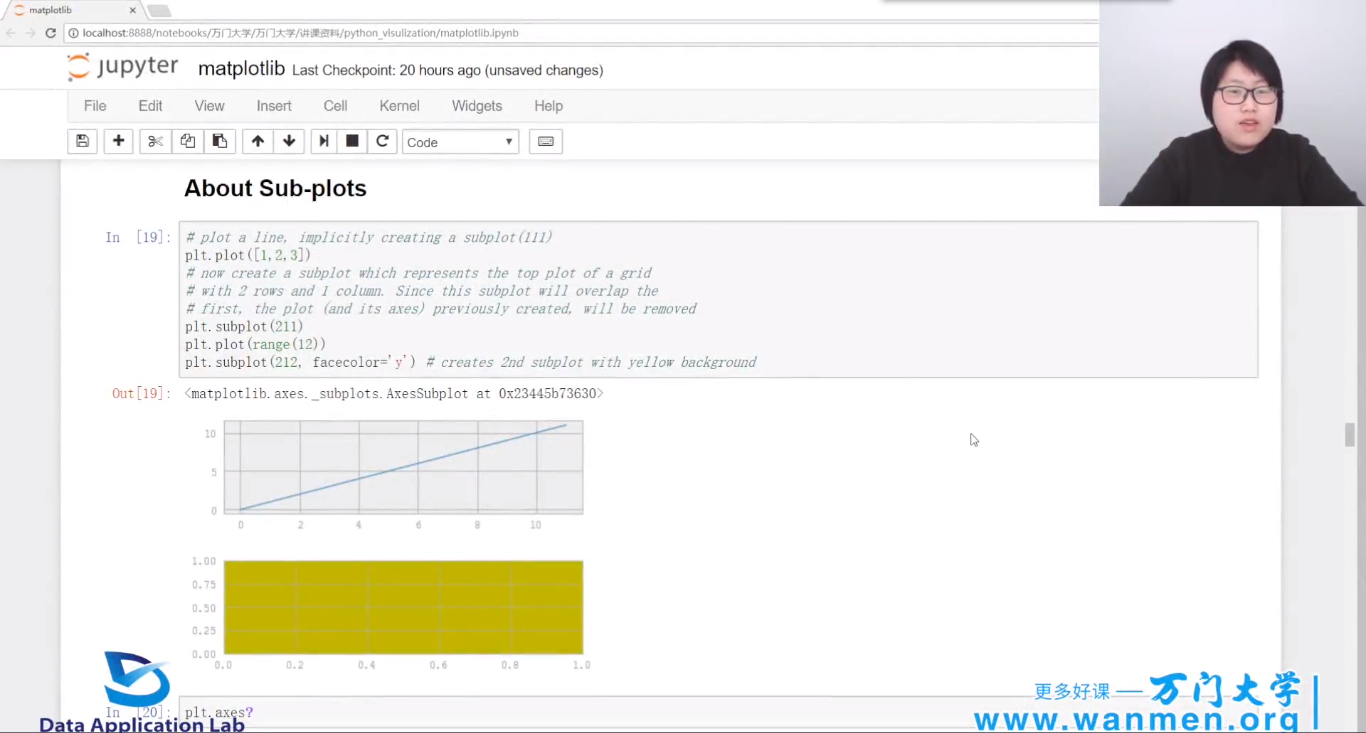 matplotlib
localhost:8888/notebooks/万门大学/万门大学/讲课资料/python_visulization/matplotlib.ipynb
jupyter matplotlib Last Checkpoint: 20 hours ago (unsaved changes)
File Edit View Insert Cell Kernel Widgets Help
Code
About Sub-plots
In [19]: # plot a line, implicitly creating a subplot(111)
plt.plot([1,2,3])
# now create a subplot which represents the top plot of a grid
# with 2 rows and 1 column. Since this subplot will overlap the
# first, the plot (and its axes) previously created, will be removed
plt.subplot(211)
plt.plot(range(12))
plt.subplot(212, facecolor='y') # creates 2nd subplot with yellow background
Out[19]: <matplotlib.axes._subplots.AxesSubplot at 0x23445b73630>
10
5
0
0 2 4 6 8 10
1.00
0.75
0.50
0.25
0.00
0.0 0.2 0.4 0.6 0.8 1.0
更多好课 — 万门大学
In [20]: plt.axes?
Data Application Lab
www.wanmen.org